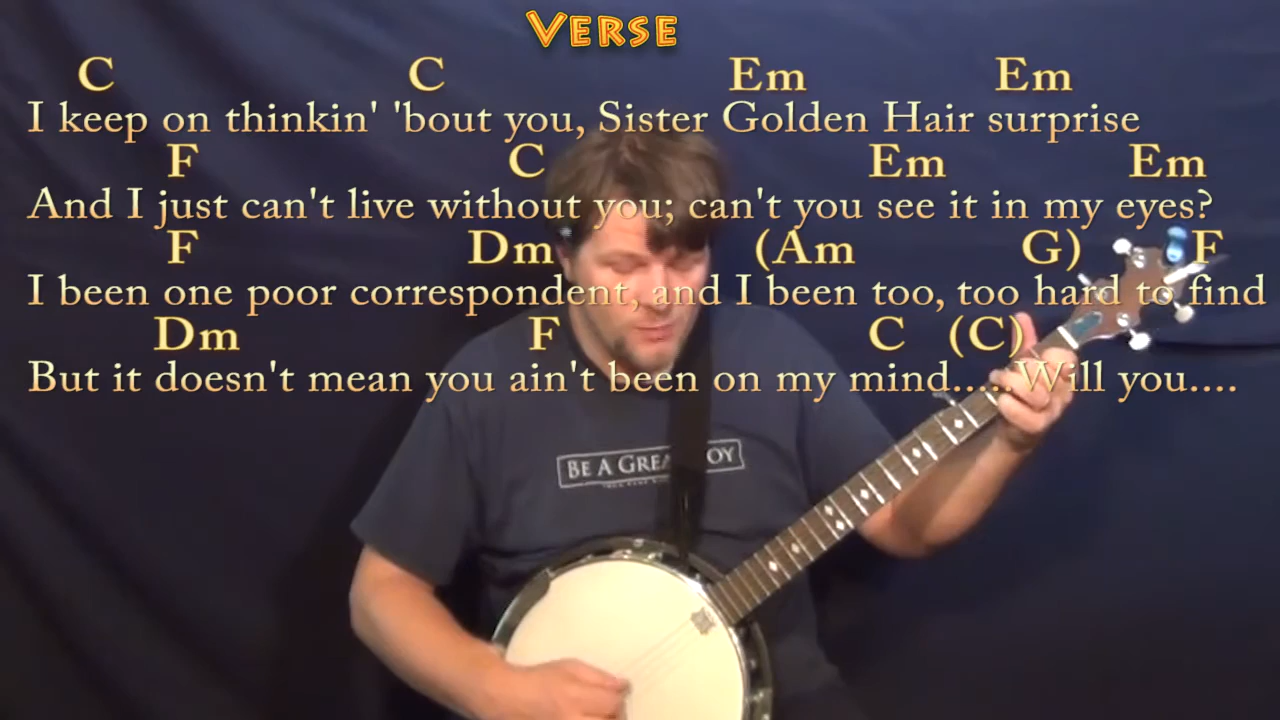 VERSE
C C Em Em
I keep on thinkin' 'bout you, Sister Golden Hair surprise
F C Em Em
And I just can't live without you; can't you see it in my eyes?
F Dm (Am G) F
I been one poor correspondent, and I been too, too hard to find
Dm F C (C)
But it doesn't mean you ain't been on my mind.....Will you....
BE A GREA OY